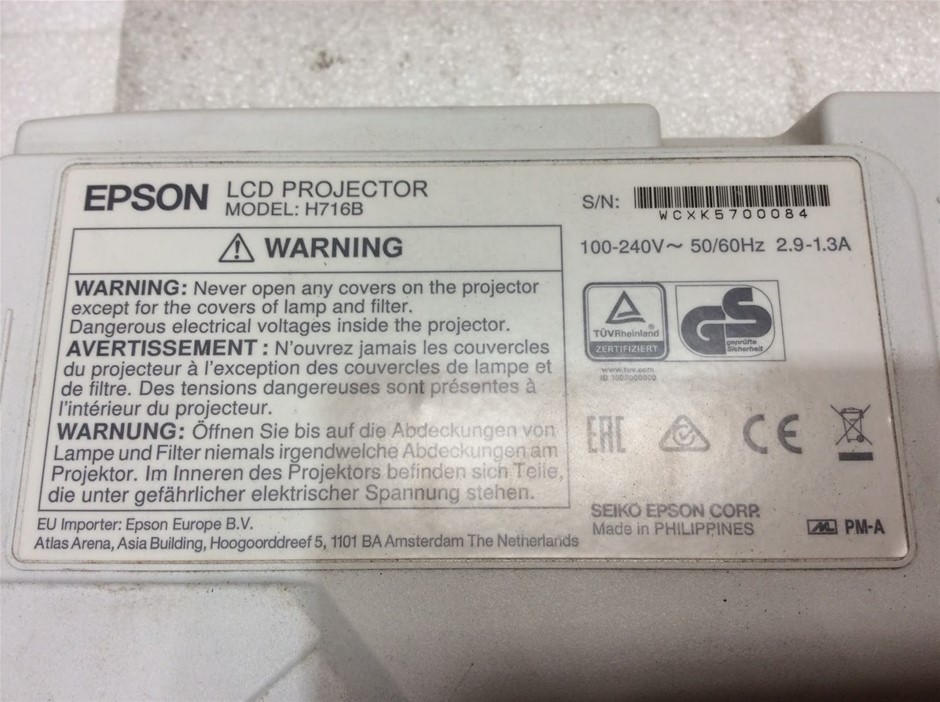 EPSON LCD PROJECTOR
MODEL: H716B
S/N:
WCXK5700084
100-240V~ 50/60Hz 2.9-1.3A
WARNING
WARNING: Never open any covers on the projector
except for the covers of lamp and filter.
Dangerous electrical voltages inside the projector.
AVERTISSEMENT : N'ouvrez jamais les couvercles
du projecteur à l'exception des couvercles de lampe et
de filtre. Des tensions dangereuses sont présentes à
l'intérieur du projecteur.
WARNUNG: Öffnen Sie bis auf die Abdeckungen von
Lampe und Filter niemals irgendwelche Abdeckungen am
Projektor. Im Inneren des Projektors befinden sich Teile,
die unter gefährlicher elektrischer Spannung stehen.
EU Importer: Epson Europe B.V.
Atlas Arena, Asia Building, Hoogoorddreef 5, 1101 BA Amsterdam The Netherlands
TÜVRheinland
ZERTIFIZIERT
GS
geprüfte
Sicherheit
www.tuv.com
ID
EAC
CE
SEIKO EPSON CORP.
Made in PHILIPPINES
PM-A